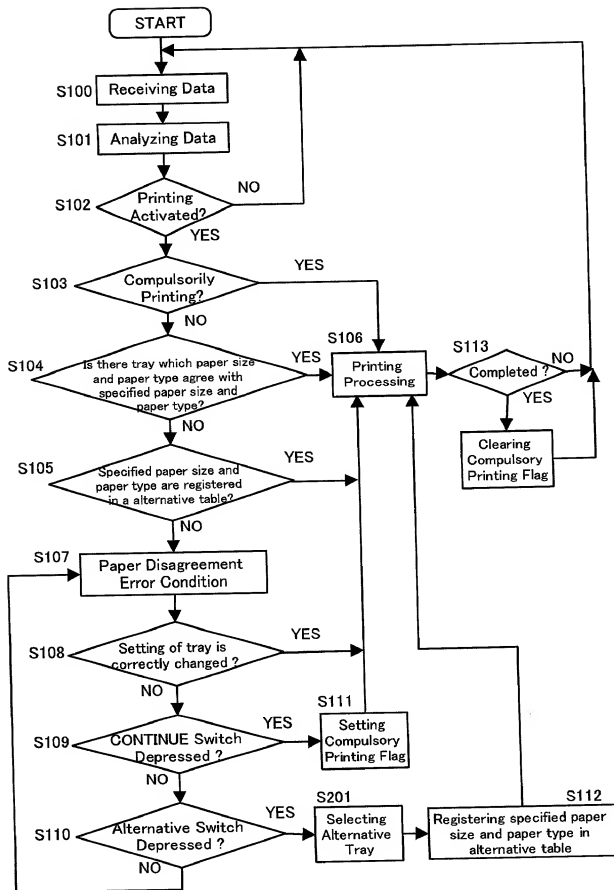 START
S100
Receiving Data
S101
Analyzing Data
S102
Printing
Activated?
NO
YES
S103
Compulsorily
Printing?
YES
NO
S104
Is there tray which paper size
and paper type agree with
specified paper size and
paper type?
YES
NO
S106
Printing
Processing
S113
Completed ?
NO
YES
Clearing
Compulsory
Printing Flag
S105
Specified paper size and
paper type are registered
in a alternative table?
YES
NO
S107
Paper Disagreement
Error Condition
S108
Setting of tray is
correctly changed ?
YES
NO
S109
CONTINUE Switch
Depressed ?
YES
NO
S111
Setting
Compulsory
Printing Flag
S110
Alternative Switch
Depressed ?
YES
NO
S201
Selecting
Alternative
Tray
S112
Registering specified paper
size and paper type in
alternative table